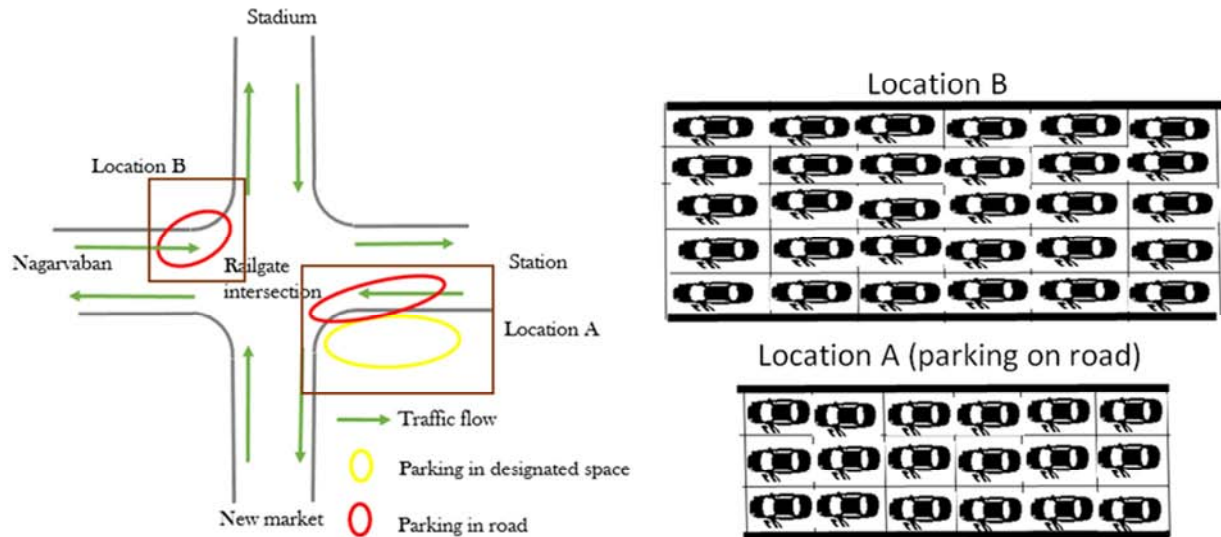 Stadium
Location B
Nagarvaban
Railgate
intersection
Station
Location A
Traffic flow
Parking in designated space
New market
Parking in road
Location B
Location A (parking on road)